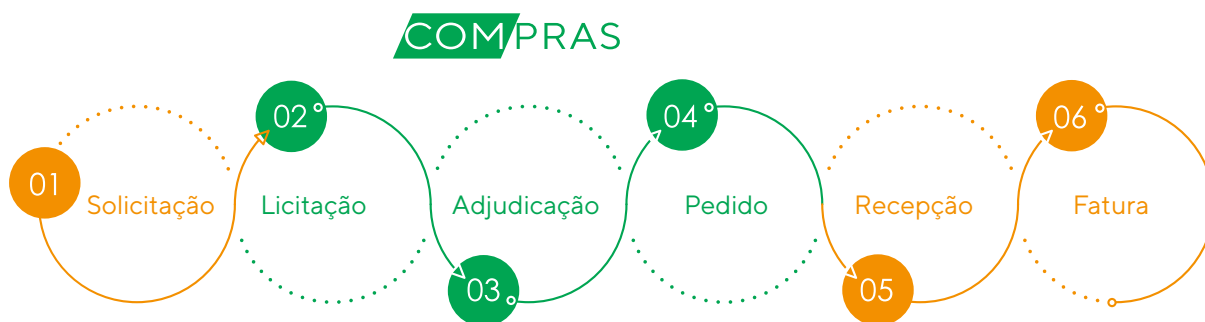 COMPRAS
01
Solicitação
02
Licitação
03
Adjudicação
04
Pedido
05
Recepção
06
Fatura